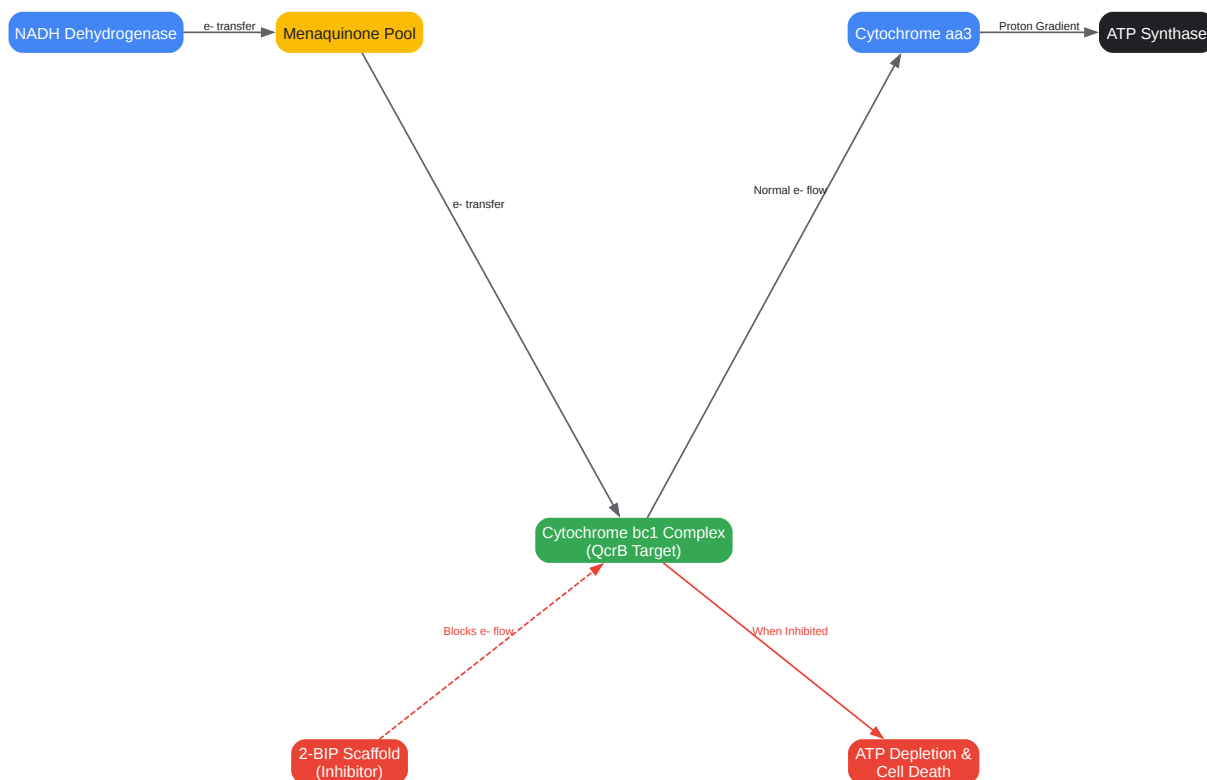 NADH Dehydrogenase
e- transfer
Menaquinone Pool
Cytochrome aa3
Proton Gradient
ATP Synthase
Normal e- flow
e- transfer
Cytochrome bc1 Complex
(QcrB Target)
Blocks e- flow
When Inhibited
2-BIP Scaffold
(Inhibitor)
ATP Depletion &
Cell Death